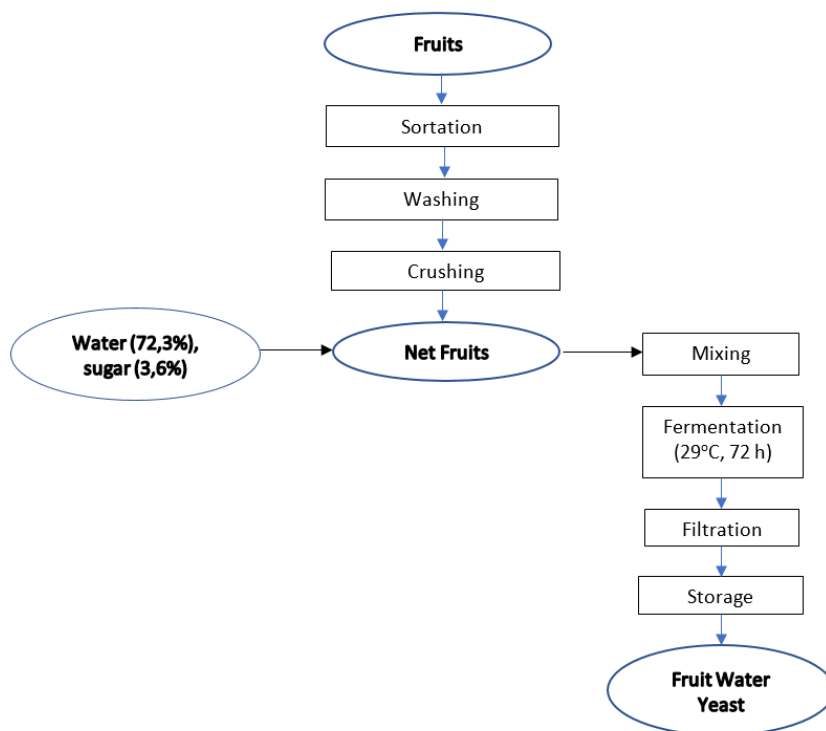 Fruits
Sortation
Washing
Crushing
Water (72,3%),
sugar (3,6%)
Net Fruits
Mixing
Fermentation
(29°C, 72 h)
Filtration
Storage
Fruit Water
Yeast